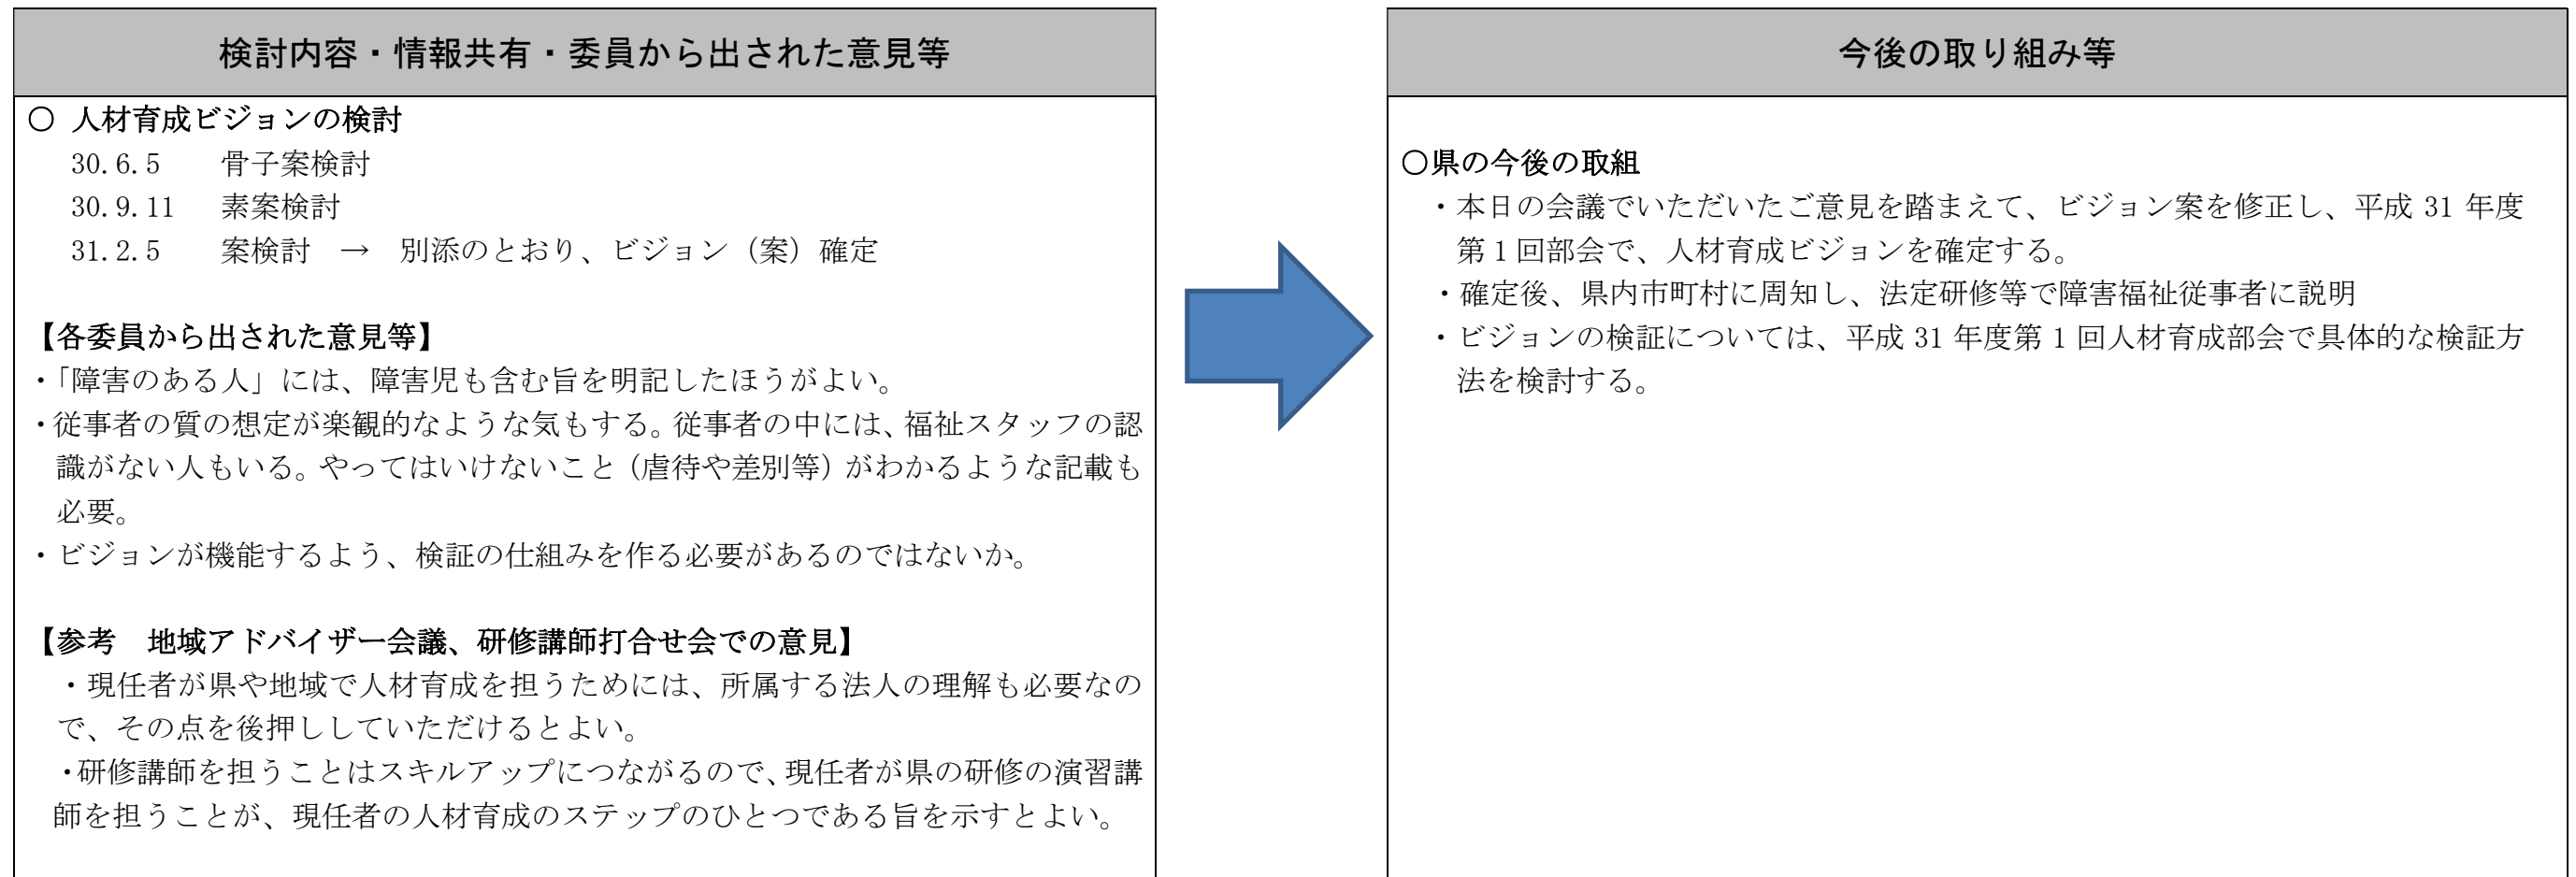 検討内容・情報共有・委員から出された意見等
〇 人材育成ビジョンの検討
30.6.5 骨子案検討
30.9.11 素案検討
31.2.5 案検討 → 別添のとおり、ビジョン（案）確定
【各委員から出された意見等】
・「障害のある人」には、障害児も含む旨を明記したほうがよい。
・従事者の質の想定が楽観的なような気もする。従事者の中には、福祉スタッフの認
識がない人もいる。やってはいけないこと（虐待や差別等）がわかるような記載も
必要。
・ビジョンが機能するよう、検証の仕組みを作る必要があるのではないか。
【参考　地域アドバイザー会議、研修講師打合せ会での意見】
・現任者が県や地域で人材育成を担うためには、所属する法人の理解も必要なの
で、その点を後押ししていただけるとよい。
・研修講師を担うことはスキルアップにつながるので、現任者が県の研修の演習講
師を担うことが、現任者の人材育成のステップのひとつである旨を示すとよい。
今後の取り組み等
〇県の今後の取組
・本日の会議でいただいたご意見を踏まえて、ビジョン案を修正し、平成 31 年度
第１回部会で、人材育成ビジョンを確定する。
・確定後、県内市町村に周知し、法定研修等で障害福祉従事者に説明
・ビジョンの検証については、平成 31 年度第 1 回人材育成部会で具体的な検証方
法を検討する。